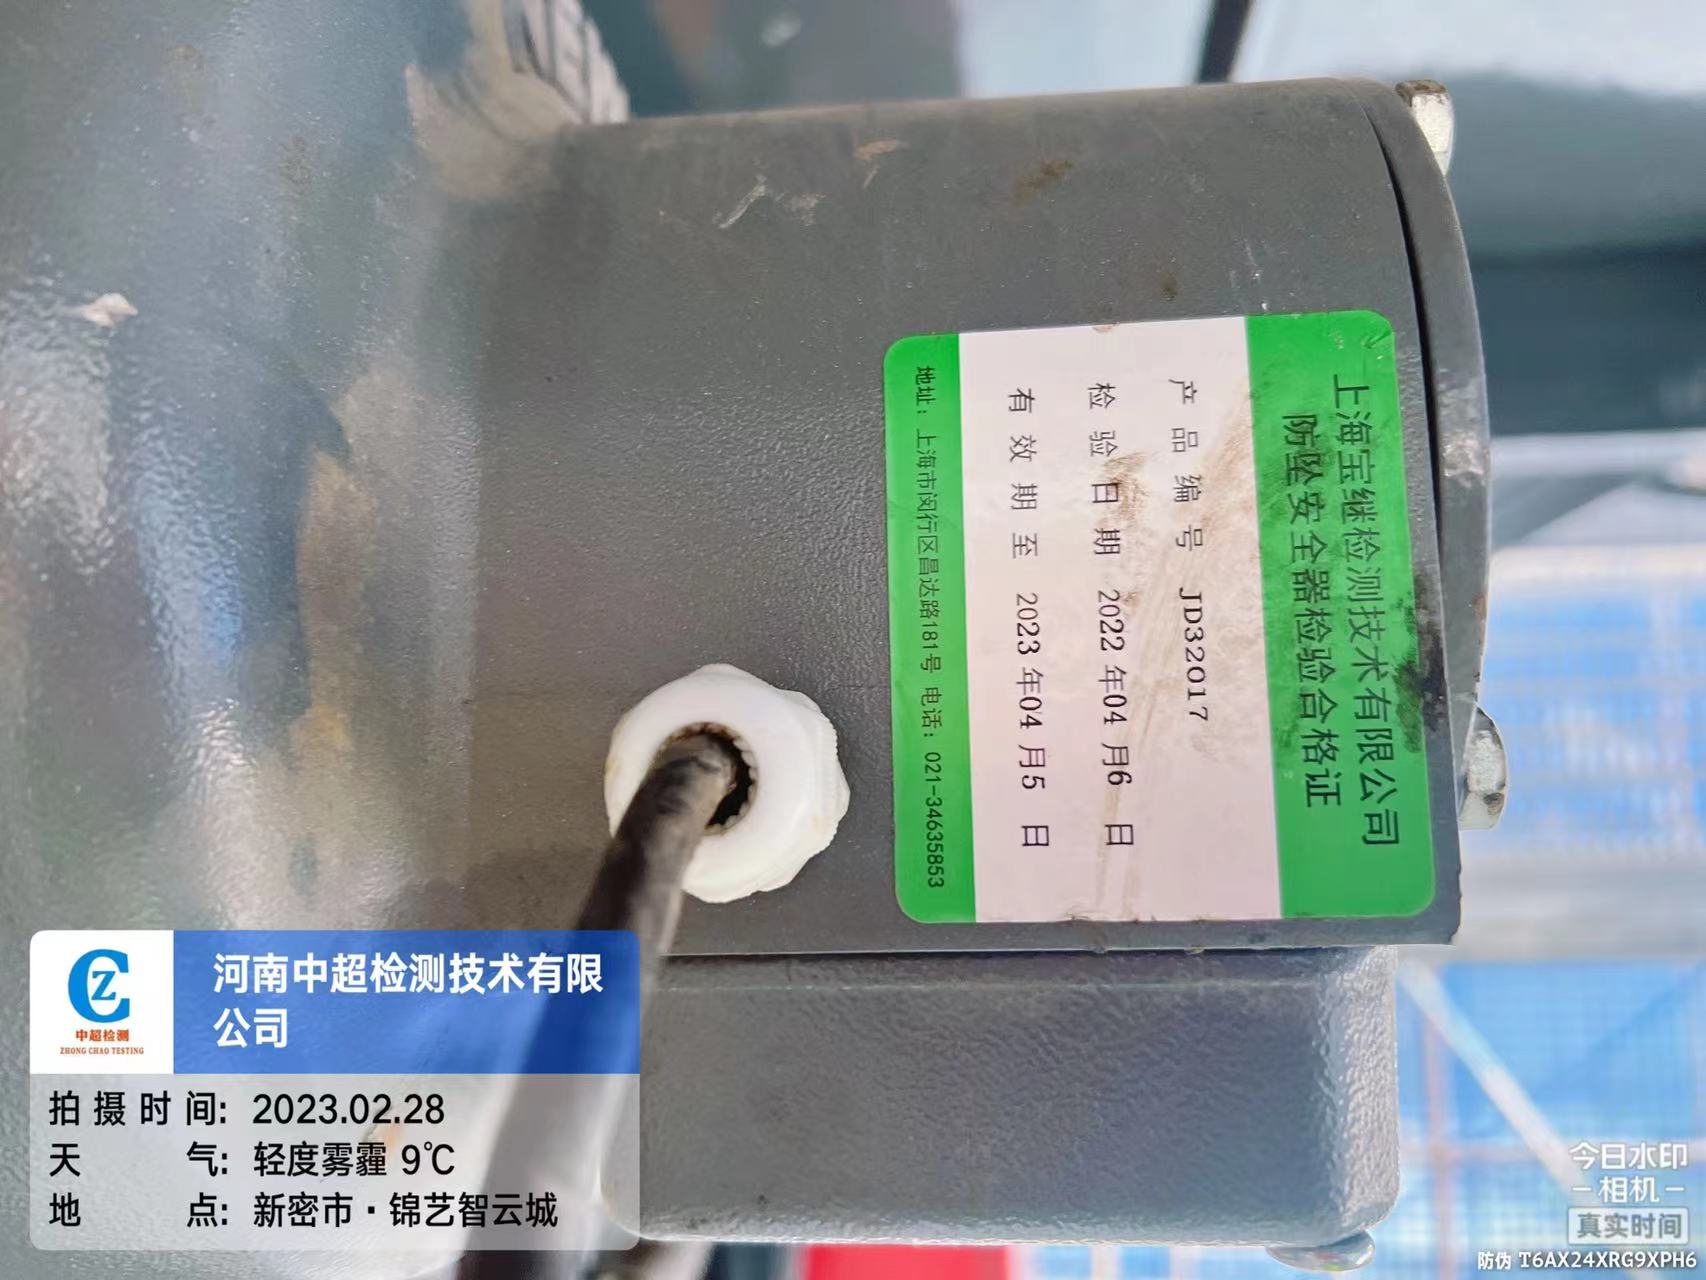 上海宝继检测技术有限公司
防坠安全器检验合格证
产品编号 JD32017
检验日期 2022年04月6日
有效期至 2023年04月5日
地址：上海市闵行区昌达路181号 电话：021-34635853
CZ
中超检测
ZHONG CHAO TESTING
河南中超检测技术有限
公司
拍摄时间: 2023.02.28
天气: 轻度雾霾 9℃
地点: 新密市·锦艺智云城
今日水印
-相机-
真实时间
防伪 T6AX24XRG9XPH6